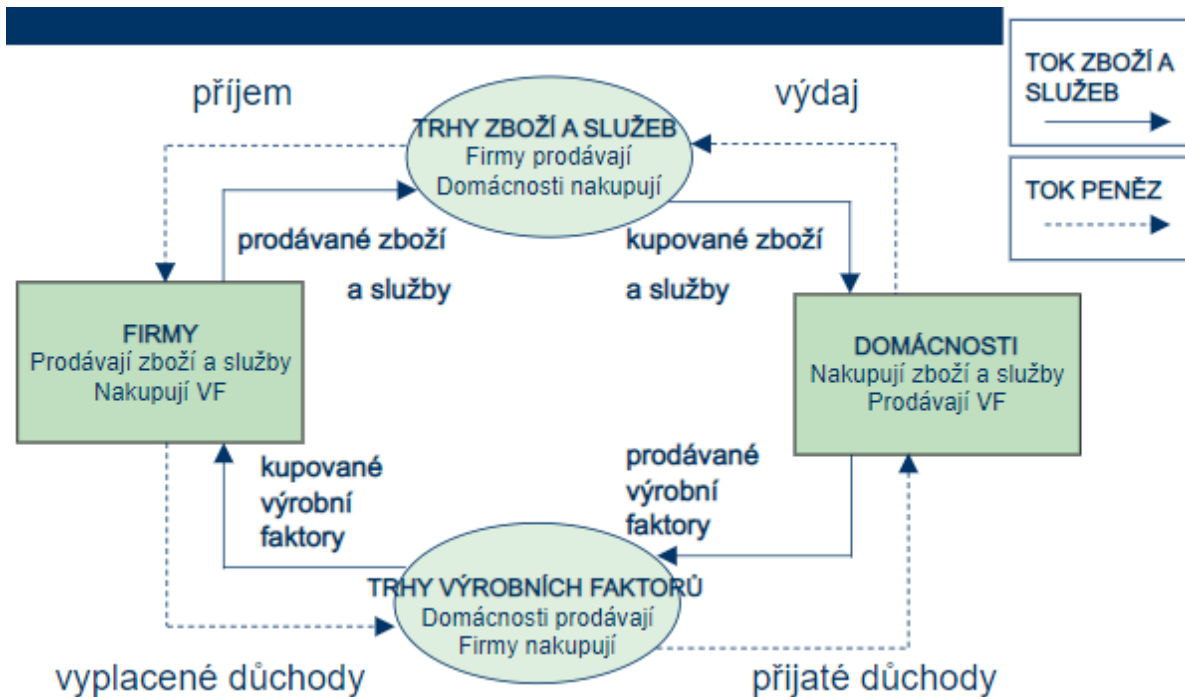 TOK ZBOŽÍ A
SLUŽEB
TOK PENĚZ
příjem
výdaj
TRHY ZBOŽÍ A SLUŽEB
Firmy prodávají
Domácnosti nakupují
prodávané zboží
a služby
kupované zboží
a služby
FIRMY
Prodávají zboží a služby
Nakupují VF
DOMÁCNOSTI
Nakupují zboží a služby
Prodávají VF
kupované
výrobní
faktory
prodávané
výrobní
faktory
TRHY VÝROBNÍCH FAKTORŮ
Domácnosti prodávají
Firmy nakupují
vyplacené důchody
přijaté důchody